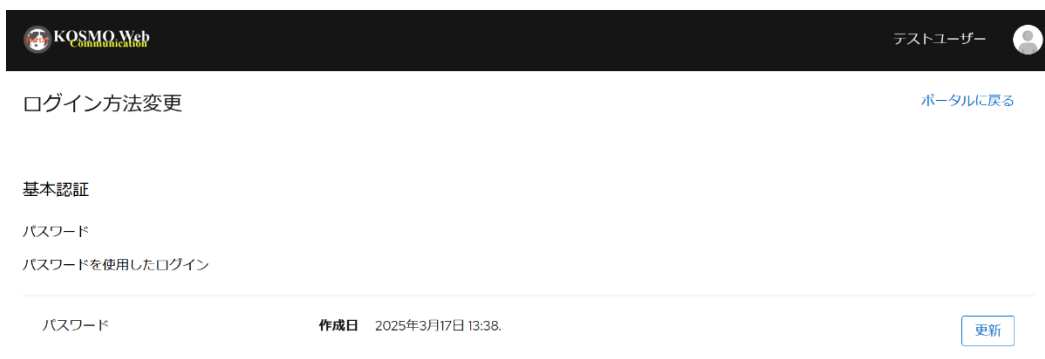 KOSMO Web
Communication
テストユーザー
ログイン方法変更
ポータルに戻る
基本認証
パスワード
パスワードを使用したログイン
パスワード 作成日 2025年3月17日 13:38. 更新